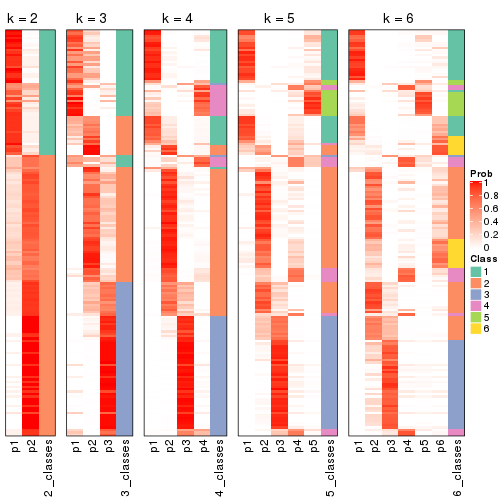 k = 2
k = 3
k = 4
k = 5
k = 6
p1
p2
2_classes
p1
p2
p3
3_classes
p1
p2
p3
p4
4_classes
p1
p2
p3
p4
p5
5_classes
p1
p2
p3
p4
p5
p6
6_classes
Prob
1
0.8
0.6
0.4
0.2
0
Class
1
2
3
4
5
6